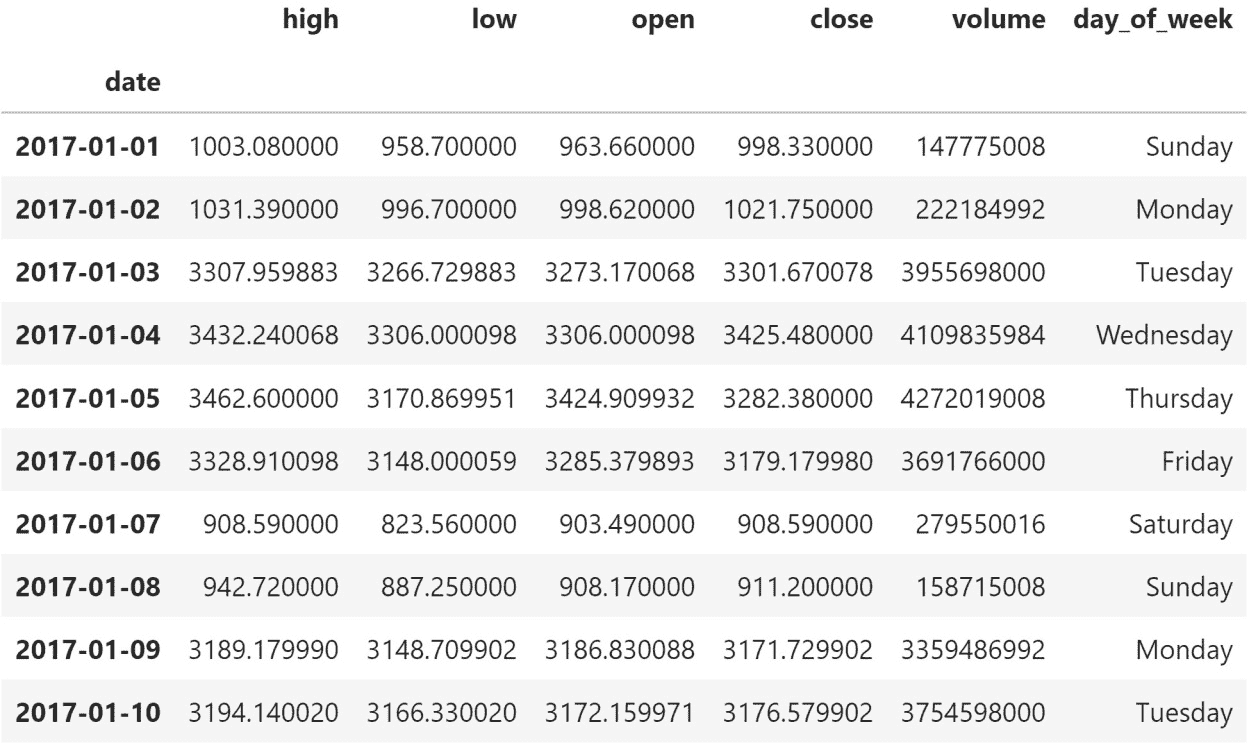 high low open close volume day_of_week
date
2017-01-01 1003.080000 958.700000 963.660000 998.330000 147775008 Sunday
2017-01-02 1031.390000 996.700000 998.620000 1021.750000 222184992 Monday
2017-01-03 3307.959883 3266.729883 3273.170068 3301.670078 3955698000 Tuesday
2017-01-04 3432.240068 3306.000098 3306.000098 3425.480000 4109835984 Wednesday
2017-01-05 3462.600000 3170.869951 3424.909932 3282.380000 4272019008 Thursday
2017-01-06 3328.910098 3148.000059 3285.379893 3179.179980 3691766000 Friday
2017-01-07 908.590000 823.560000 903.490000 908.590000 279550016 Saturday
2017-01-08 942.720000 887.250000 908.170000 911.200000 158715008 Sunday
2017-01-09 3189.179990 3148.709902 3186.830088 3171.729902 3359486992 Monday
2017-01-10 3194.140020 3166.330020 3172.159971 3176.579902 3754598000 Tuesday